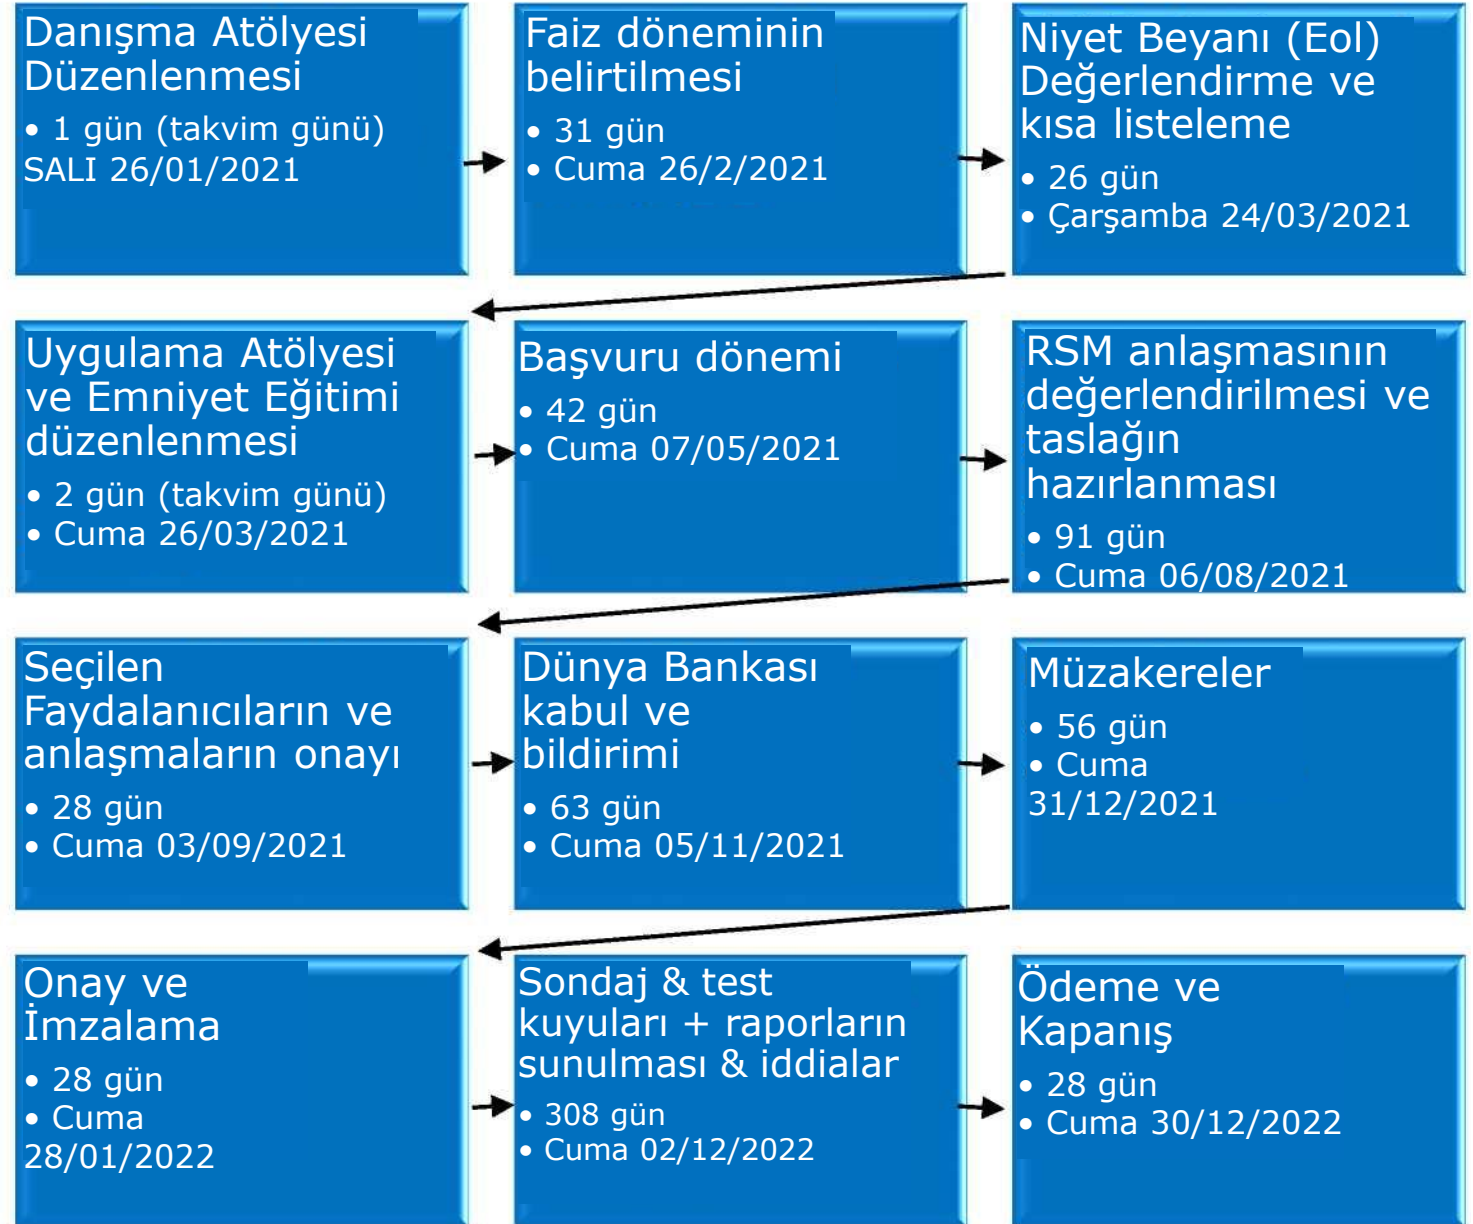 Danışma Atölyesi
Düzenlenmesi
• 1 gün (takvim günü)
SALI 26/01/2021
Faiz döneminin
belirtilmesi
• 31 gün
• Cuma 26/2/2021
Niyet Beyanı (Eol)
Değerlendirme ve
kısa listeleme
• 26 gün
• Çarşamba 24/03/2021
Uygulama Atölyesi
ve Emniyet Eğitimi
düzenlenmesi
• 2 gün (takvim günü)
• Cuma 26/03/2021
Başvuru dönemi
• 42 gün
• Cuma 07/05/2021
RSM anlaşmasının
değerlendirilmesi ve
taslağın
hazırlanması
• 91 gün
• Cuma 06/08/2021
Seçilen
Faydalanıcıların ve
anlaşmaların onayı
• 28 gün
• Cuma 03/09/2021
Dünya Bankası
kabul ve
bildirimi
• 63 gün
• Cuma 05/11/2021
Müzakereler
• 56 gün
• Cuma
31/12/2021
Onay ve
İmzalama
• 28 gün
• Cuma
28/01/2022
Sondaj & test
kuyuları + raporların
sunulması & iddialar
• 308 gün
• Cuma 02/12/2022
Ödeme ve
Kapanış
• 28 gün
• Cuma 30/12/2022